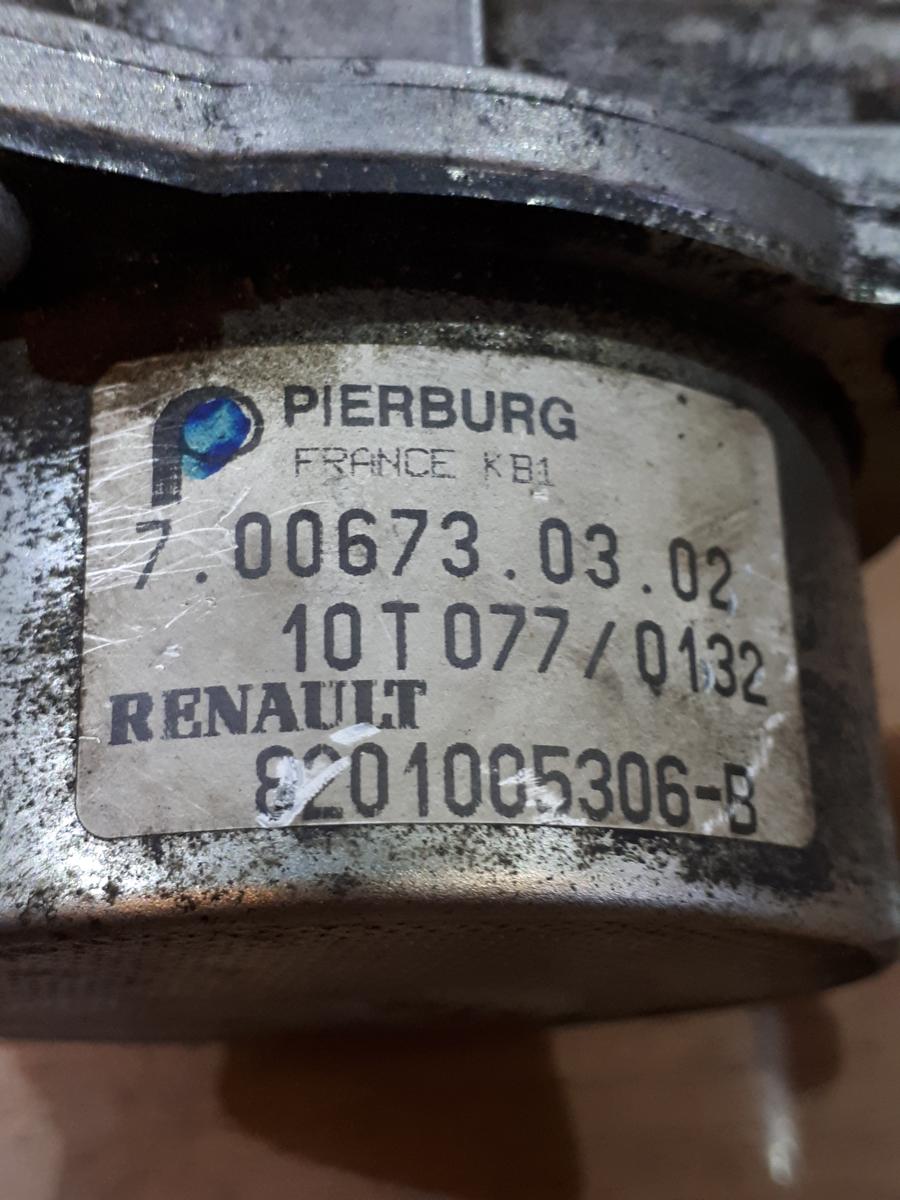 PIERBURG
FRANCE KB1
7.00673.03.02
10T077/0132
RENAULT
8201005306-B